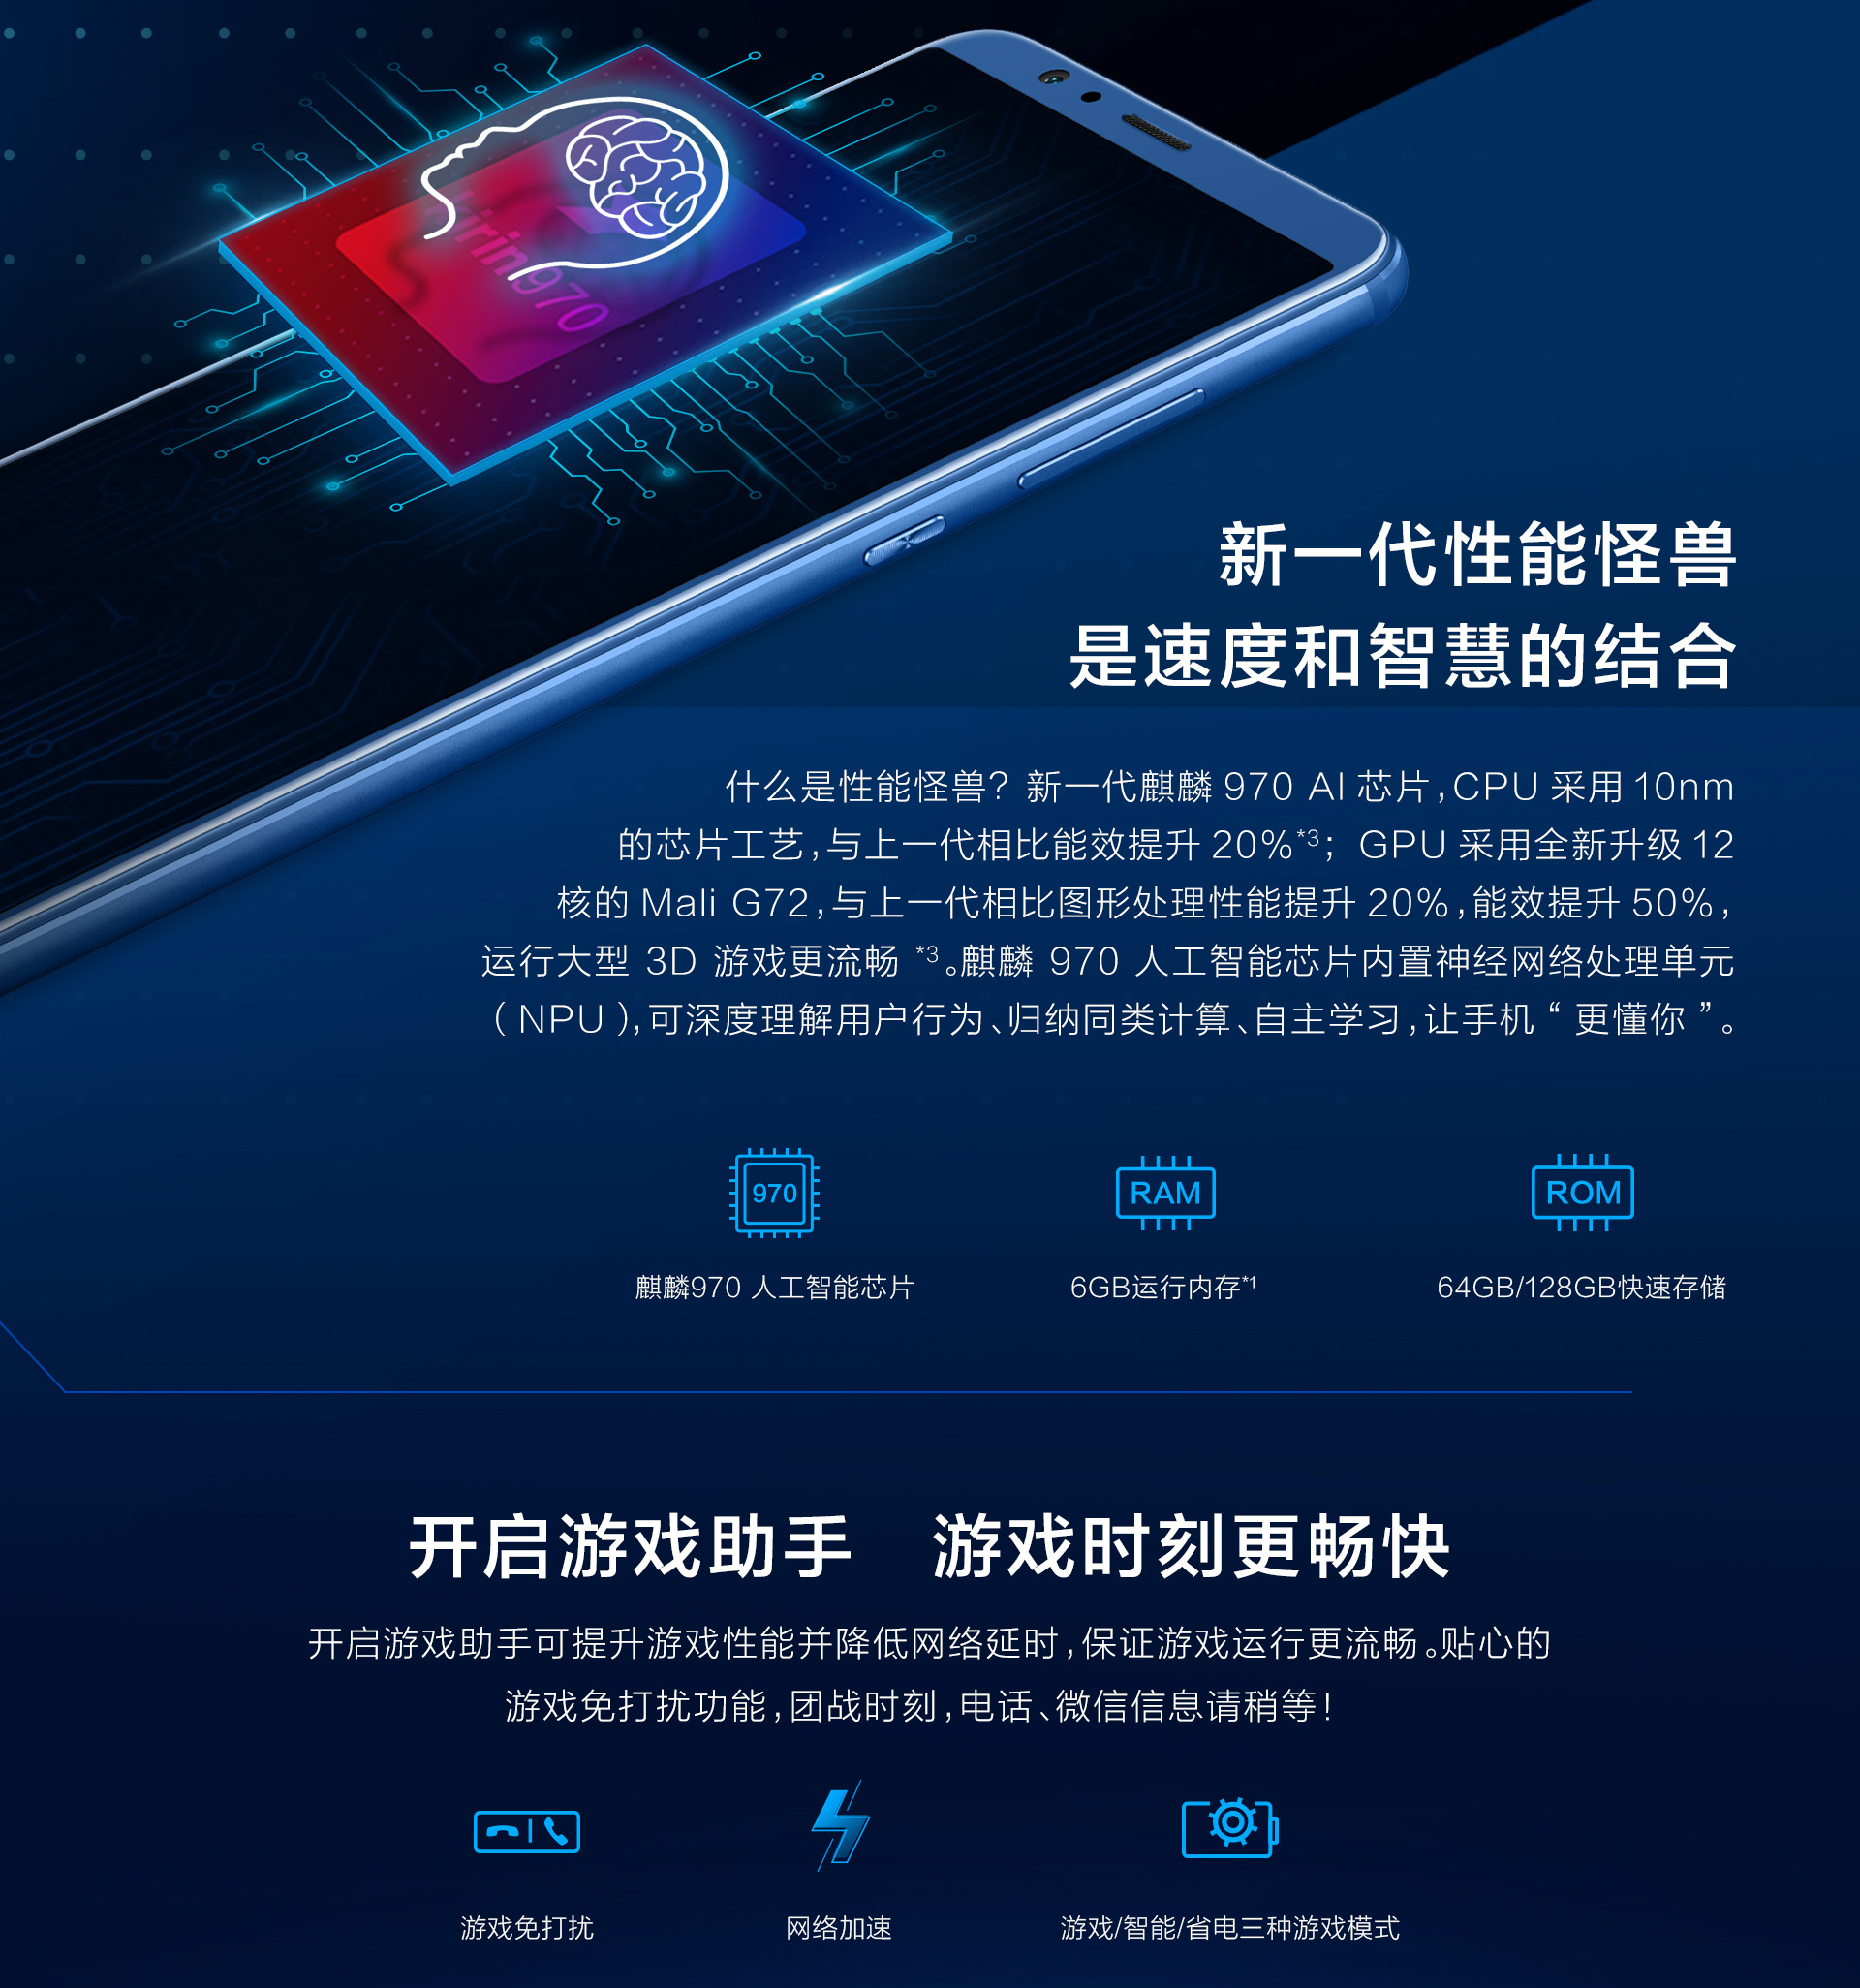 Kirin970
新一代性能怪兽
是速度和智慧的结合
什么是性能怪兽？新一代麒麟 970 AI 芯片，CPU 采用 10nm
的芯片工艺，与上一代相比能效提升 20%*3；GPU 采用全新升级 12
核的 Mali G72，与上一代相比图形处理性能提升 20%，能效提升 50%，
运行大型 3D 游戏更流畅 *3。麒麟 970 人工智能芯片内置神经网络处理单元
（ NPU ），可深度理解用户行为、归纳同类计算、自主学习，让手机 “ 更懂你 ” 。
970
RAM
ROM
麒麟970 人工智能芯片
6GB运行内存*1
64GB/128GB快速存储
开启游戏助手 游戏时刻更畅快
开启游戏助手可提升游戏性能并降低网络延时，保证游戏运行更流畅。贴心的
游戏免打扰功能，团战时刻，电话、微信信息请稍等！
游戏免打扰
网络加速
游戏/智能/省电三种游戏模式